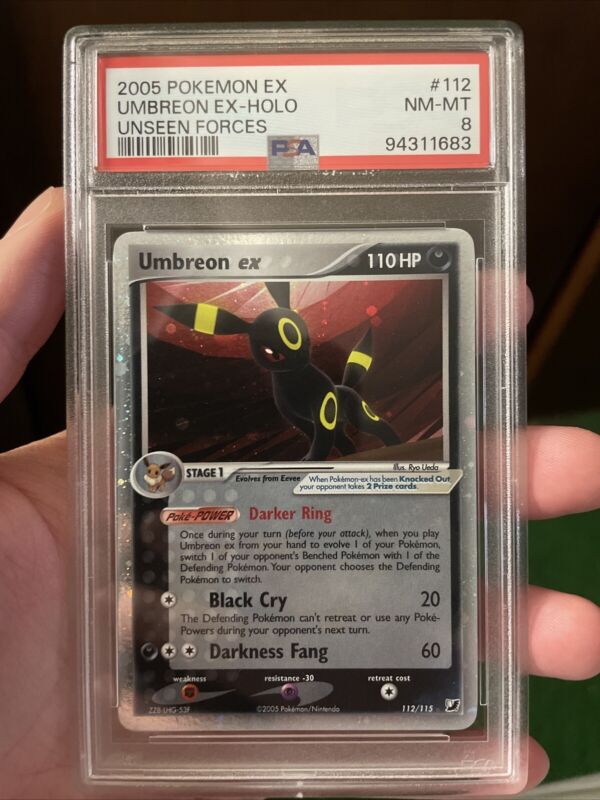 2005 POKEMON EX #112
UMBREON EX-HOLO NM-MT
UNSEEN FORCES 8
PSA 94311683
Umbreon ex 110 HP
Illus. Ryo Ueda
STAGE 1 Evolves from Eevee
When Pokémon-ex has been Knocked Out,
your opponent takes 2 Prize cards.
Poké-POWER Darker Ring
Once during your turn (before your attack), when you play
Umbreon ex from your hand to evolve 1 of your Pokémon,
switch 1 of your opponent's Benched Pokémon with 1 of the
Defending Pokémon. Your opponent chooses the Defending
Pokémon to switch.
Black Cry 20
The Defending Pokémon can't retreat or use any Poké-
Powers during your opponent's next turn.
Darkness Fang 60
weakness resistance -30 retreat cost
ZZB-LHG-53F ©2005 Pokémon/Nintendo 112/115